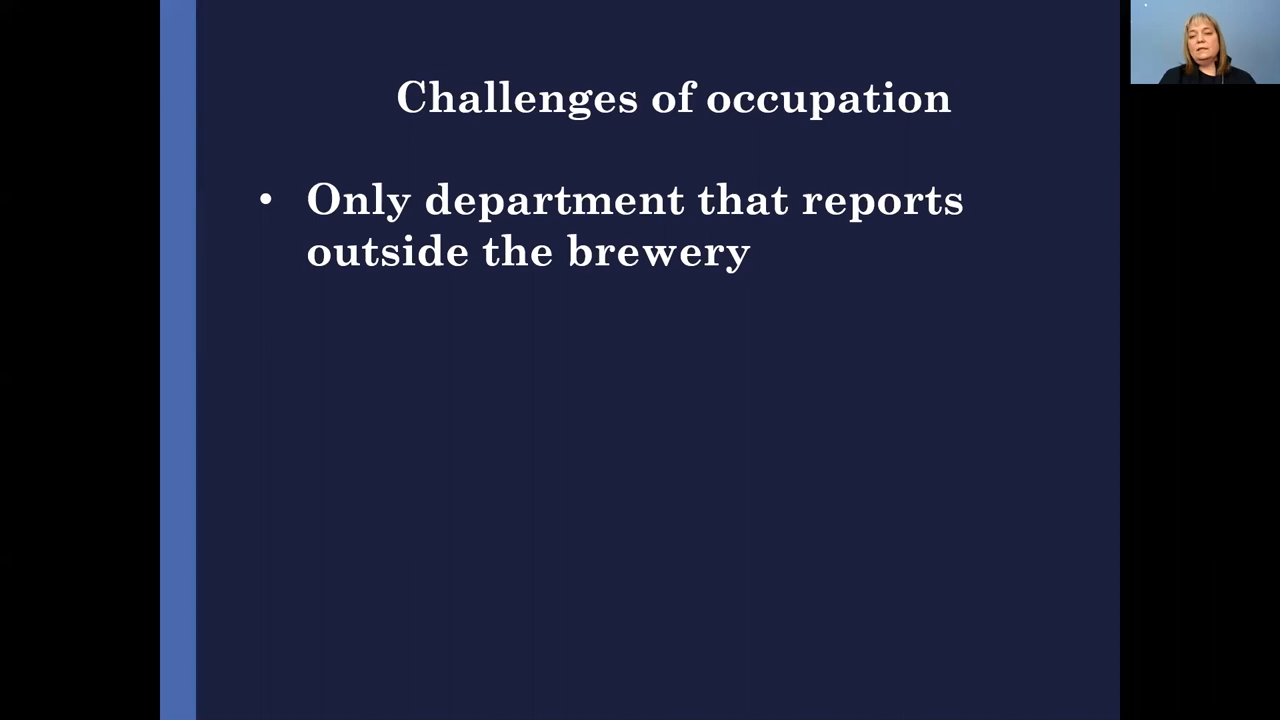 Challenges of occupation
• Only department that reports
outside the brewery